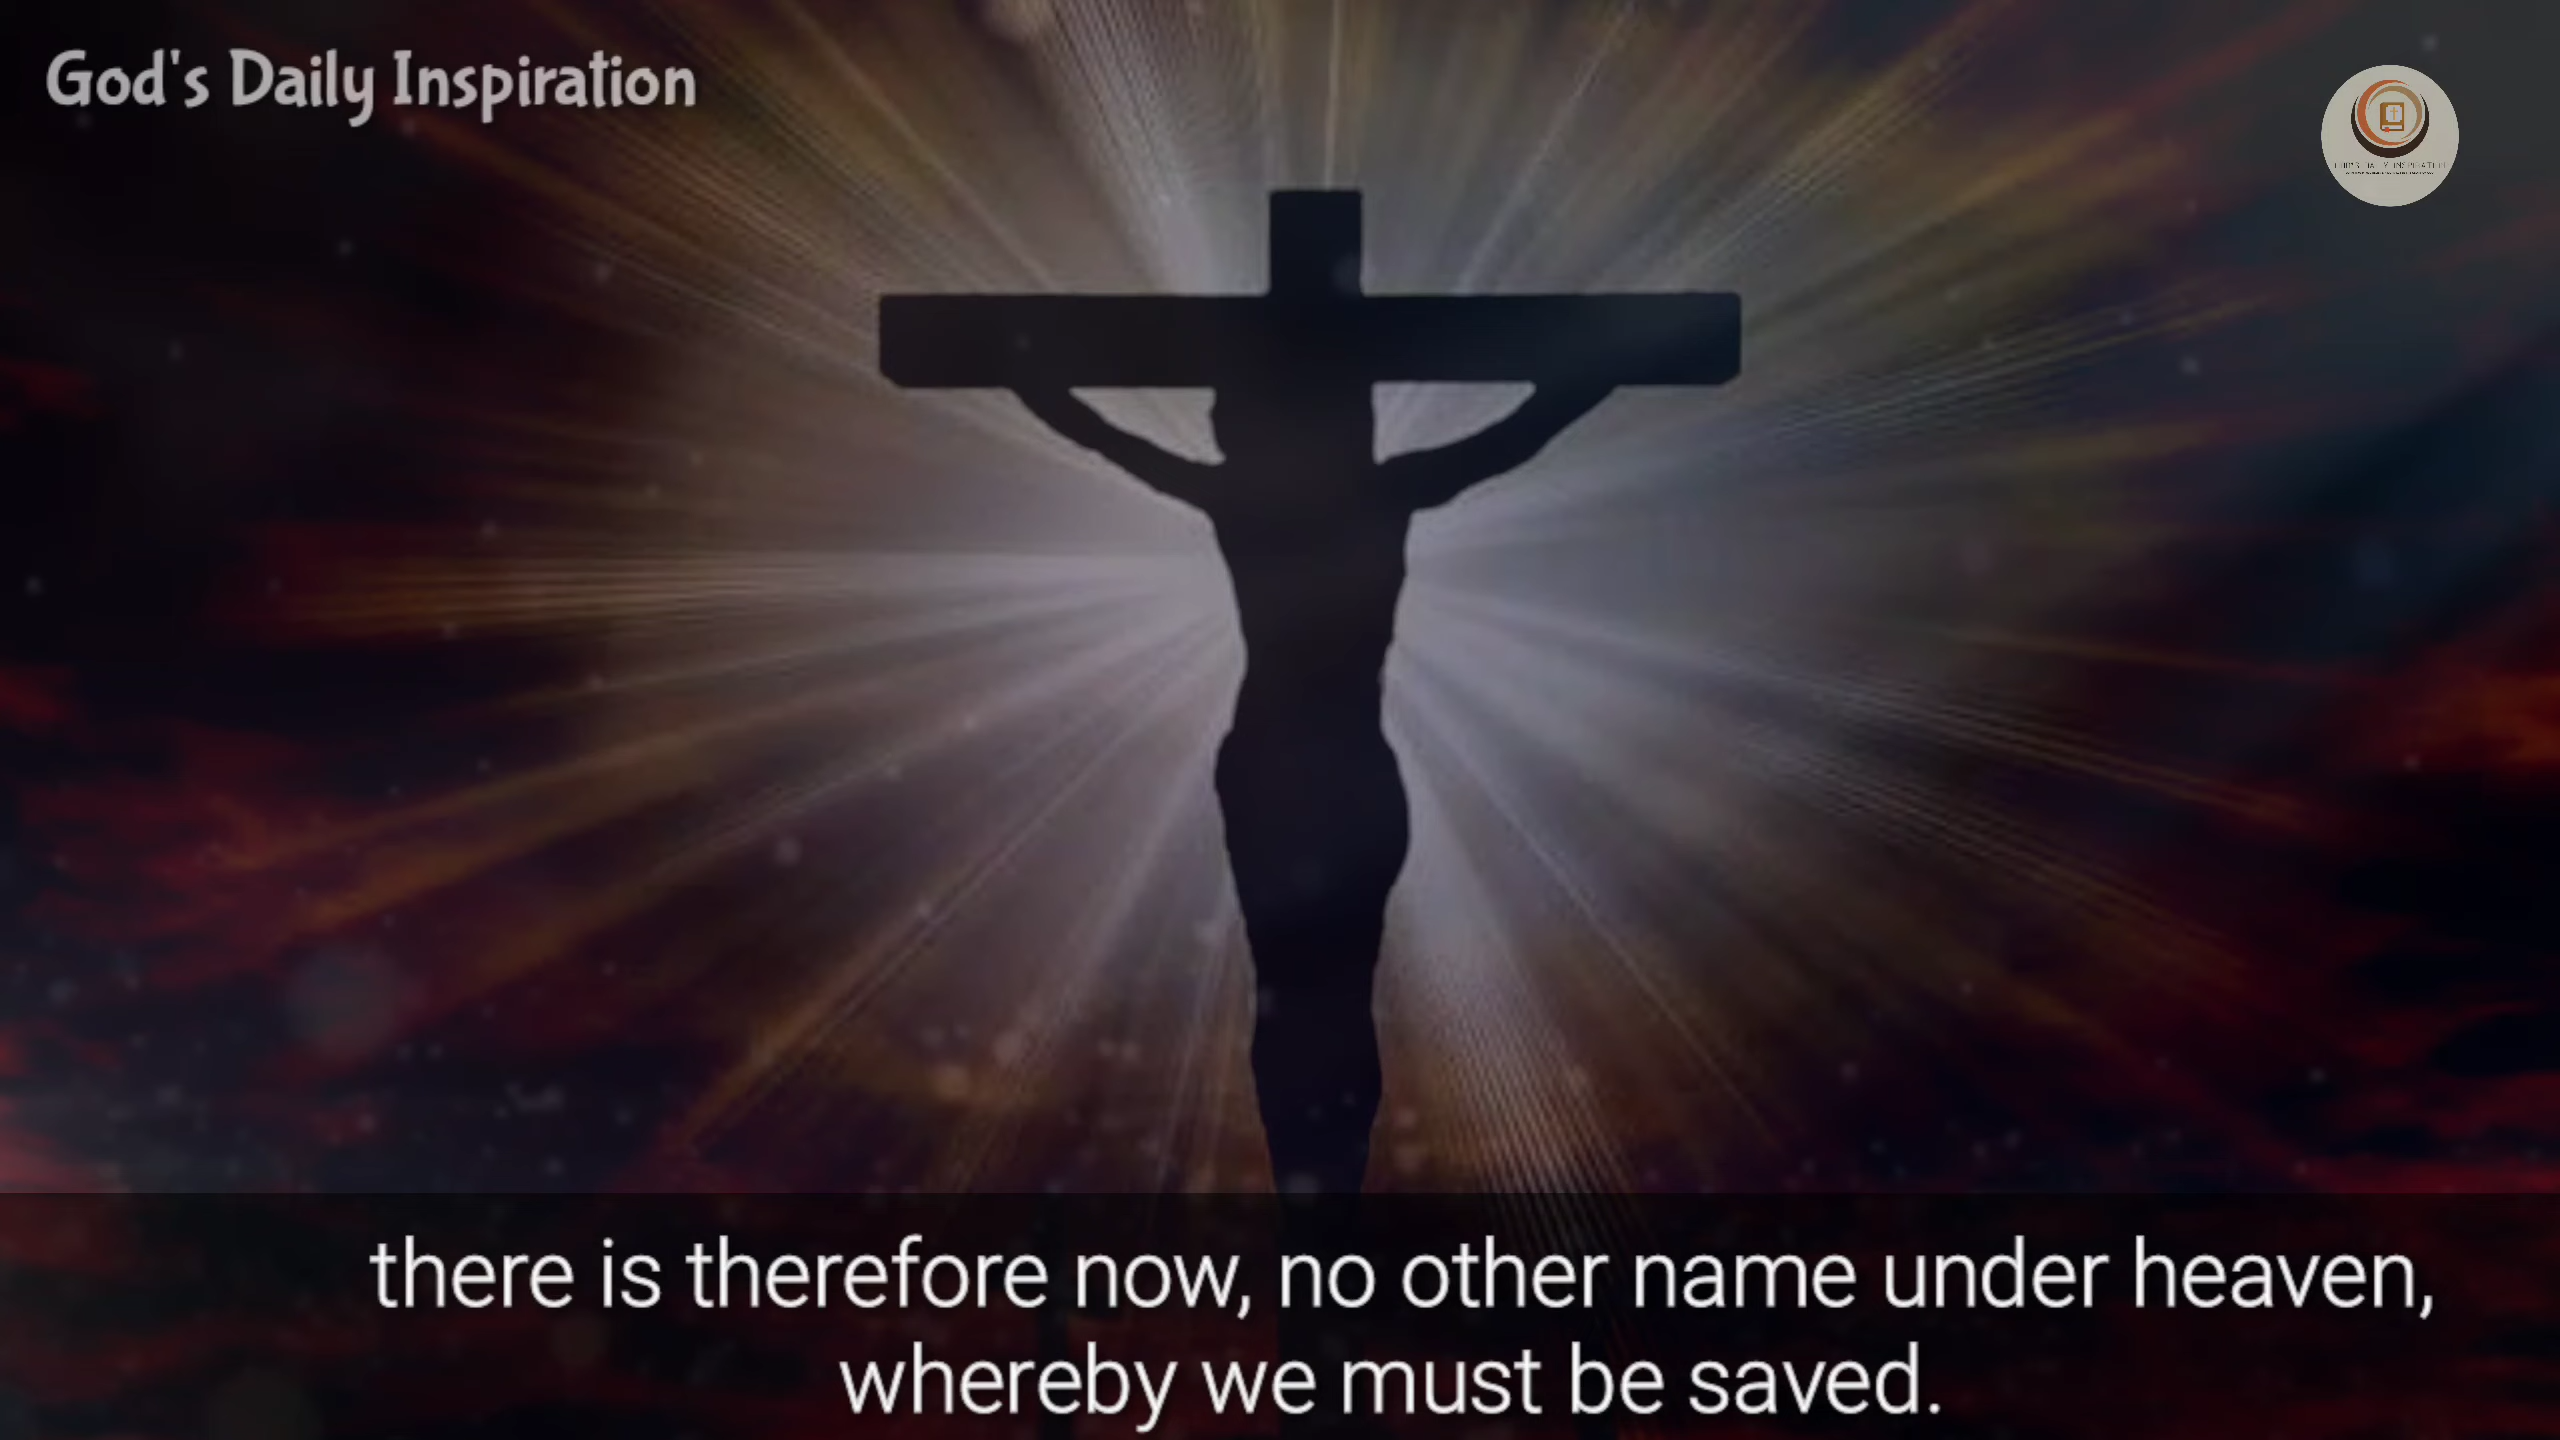 God's Daily Inspiration
there is therefore now, no other name under heaven,
whereby we must be saved.